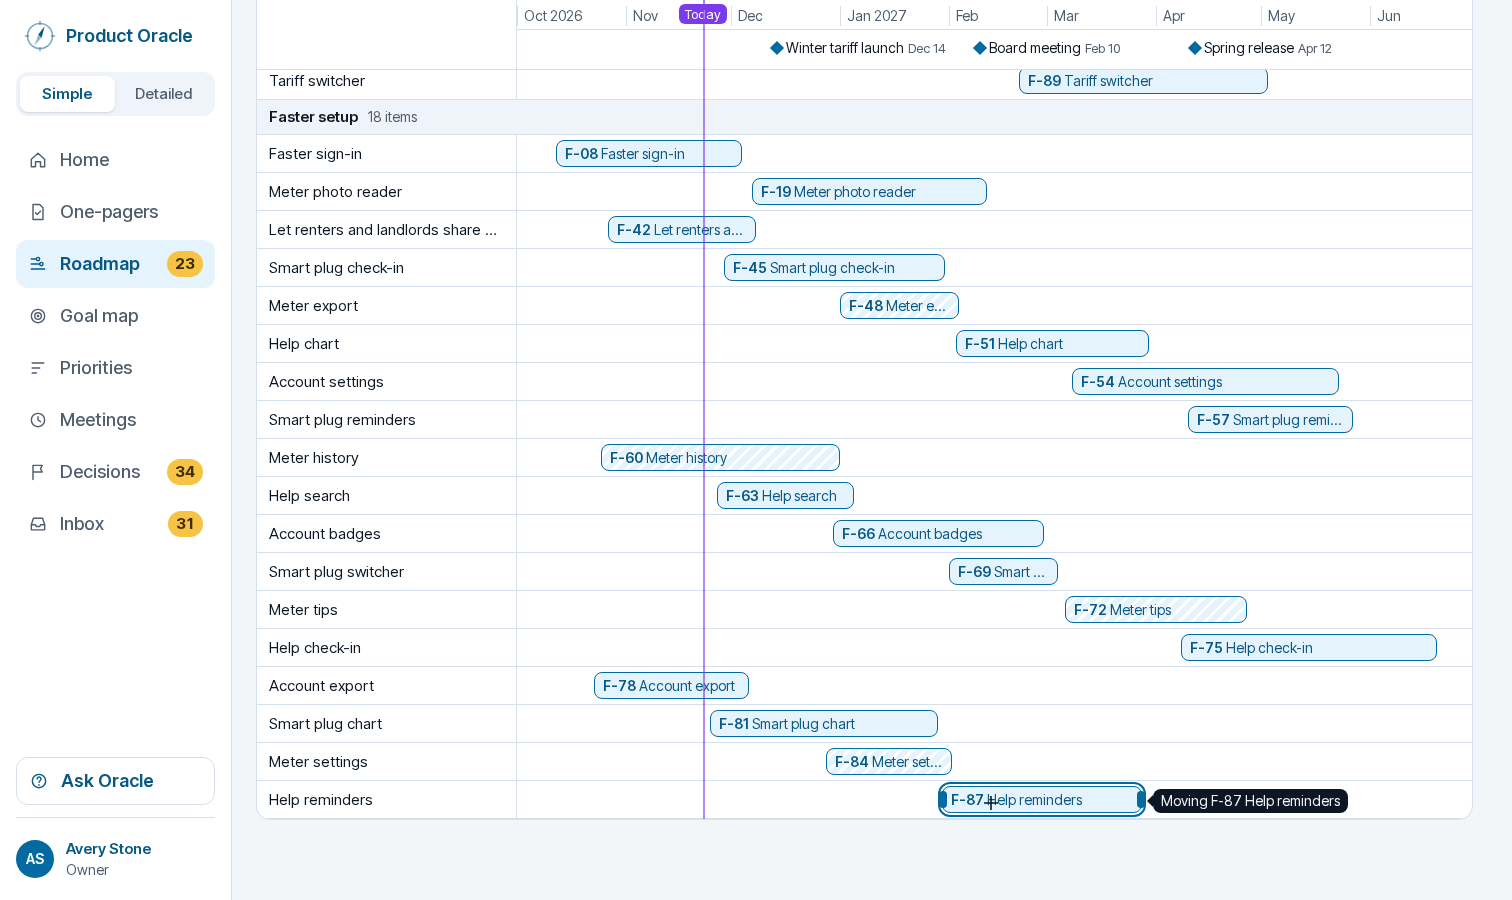 Product Oracle
Simple
Detailed
Home
One-pagers
Roadmap 23
Goal map
Priorities
Meetings
Decisions 34
Inbox 31
Ask Oracle
AS
Avery Stone
Owner
Oct 2026 Nov Today Dec Jan 2027 Feb Mar Apr May Jun
Winter tariff launch Dec 14 Board meeting Feb 10 Spring release Apr 12
Tariff switcher F-89 Tariff switcher
Faster setup 18 items
Faster sign-in F-08 Faster sign-in
Meter photo reader F-19 Meter photo reader
Let renters and landlords share ... F-42 Let renters a...
Smart plug check-in F-45 Smart plug check-in
Meter export F-48 Meter e...
Help chart F-51 Help chart
Account settings F-54 Account settings
Smart plug reminders F-57 Smart plug remi...
Meter history F-60 Meter history
Help search F-63 Help search
Account badges F-66 Account badges
Smart plug switcher F-69 Smart ...
Meter tips F-72 Meter tips
Help check-in F-75 Help check-in
Account export F-78 Account export
Smart plug chart F-81 Smart plug chart
Meter settings F-84 Meter set...
Help reminders F-87 Help reminders Moving F-87 Help reminders